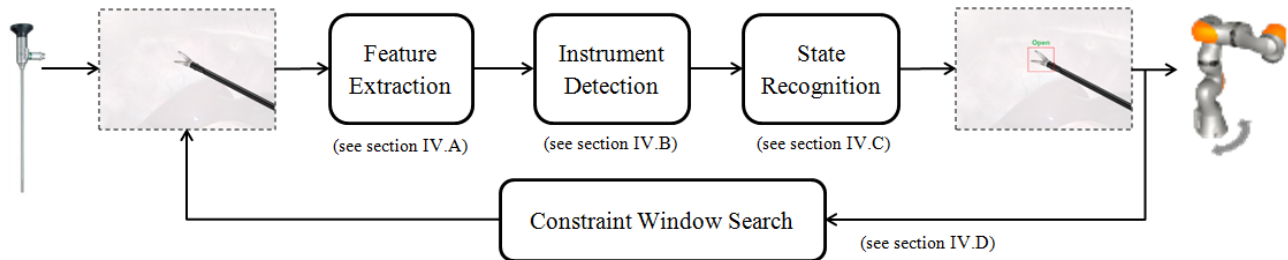 Feature
Extraction
Instrument
Detection
State
Recognition
Open
(see section IV.A)
(see section IV.B)
(see section IV.C)
Constraint Window Search
(see section IV.D)